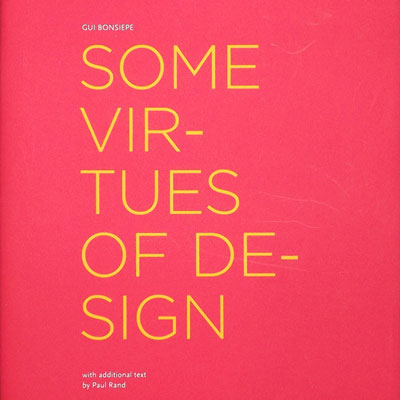 GUI BONSIEPE
SOME
VIR-
TUES
OF DE-
SIGN
with additional text
by Paul Rand